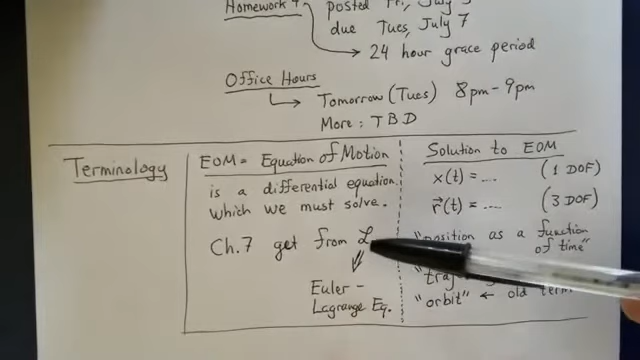 Homework 4
posted Fri, July 3
due Tues, July 7
24 hour grace period
Office Hours
Tomorrow (Tues) 8pm-9pm
More: TBD
Terminology
EOM = Equation of Motion
is a differential equation
which we must solve.
Ch.7 get from L
Euler-
Lagrange Eq.
Solution to EOM
x(t) = .... (1 DOF)
r⃗(t) = .... (3 DOF)
"position as a function
of time"
"orbit" ← old